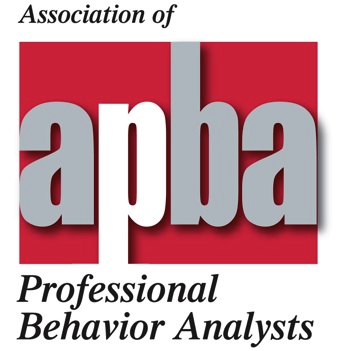 Association of
apba
Professional
Behavior Analysts